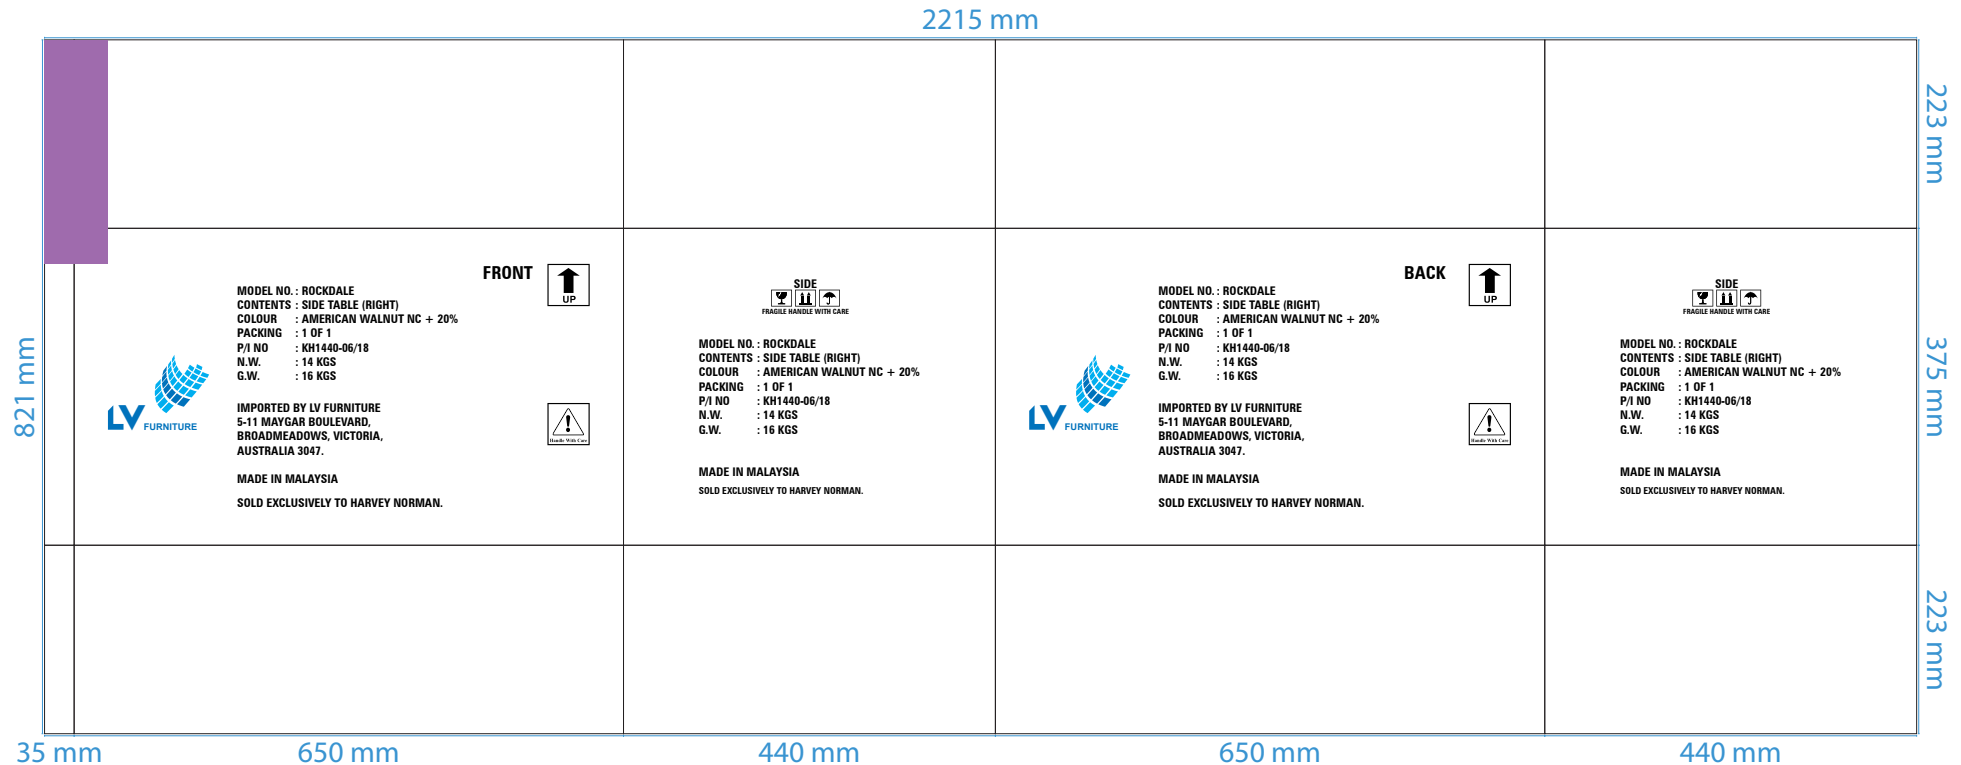 2215 mm
223 mm
375 mm
223 mm
821 mm
FRONT
UP
MODEL NO. : ROCKDALE
CONTENTS : SIDE TABLE (RIGHT)
COLOUR : AMERICAN WALNUT NC + 20%
PACKING : 1 OF 1
P/I NO : KH1440-06/18
N.W. : 14 KGS
G.W. : 16 KGS
LV FURNITURE
IMPORTED BY LV FURNITURE
5-11 MAYGAR BOULEVARD,
BROADMEADOWS, VICTORIA,
AUSTRALIA 3047.
Handle With Care
MADE IN MALAYSIA
SOLD EXCLUSIVELY TO HARVEY NORMAN.
SIDE
FRAGILE HANDLE WITH CARE
MODEL NO. : ROCKDALE
CONTENTS : SIDE TABLE (RIGHT)
COLOUR : AMERICAN WALNUT NC + 20%
PACKING : 1 OF 1
P/I NO : KH1440-06/18
N.W. : 14 KGS
G.W. : 16 KGS
MADE IN MALAYSIA
SOLD EXCLUSIVELY TO HARVEY NORMAN.
BACK
UP
MODEL NO. : ROCKDALE
CONTENTS : SIDE TABLE (RIGHT)
COLOUR : AMERICAN WALNUT NC + 20%
PACKING : 1 OF 1
P/I NO : KH1440-06/18
N.W. : 14 KGS
G.W. : 16 KGS
LV FURNITURE
IMPORTED BY LV FURNITURE
5-11 MAYGAR BOULEVARD,
BROADMEADOWS, VICTORIA,
AUSTRALIA 3047.
Handle With Care
MADE IN MALAYSIA
SOLD EXCLUSIVELY TO HARVEY NORMAN.
SIDE
FRAGILE HANDLE WITH CARE
MODEL NO. : ROCKDALE
CONTENTS : SIDE TABLE (RIGHT)
COLOUR : AMERICAN WALNUT NC + 20%
PACKING : 1 OF 1
P/I NO : KH1440-06/18
N.W. : 14 KGS
G.W. : 16 KGS
MADE IN MALAYSIA
SOLD EXCLUSIVELY TO HARVEY NORMAN.
35 mm
650 mm
440 mm
650 mm
440 mm